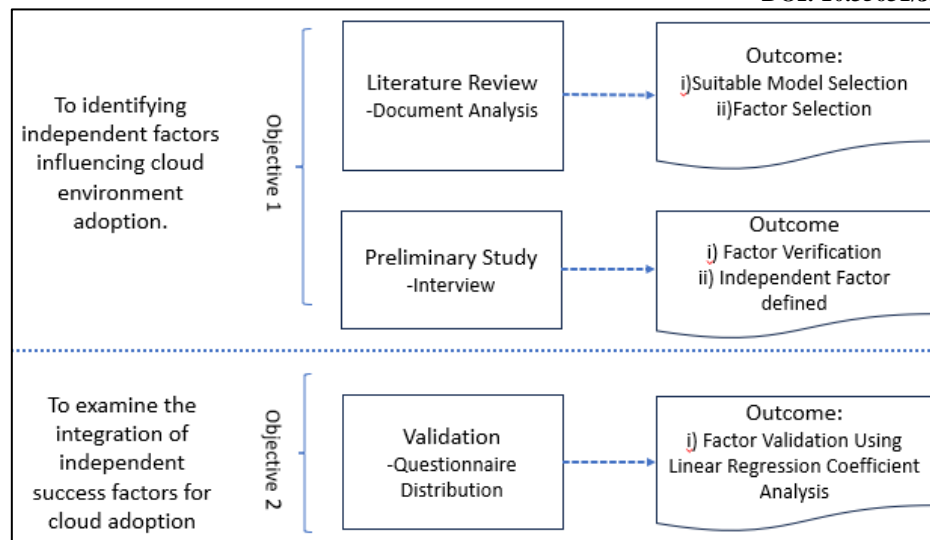 To identifying
independent factors
influencing cloud
environment
adoption.
Objective 1
Literature Review
-Document Analysis
Outcome:
i)Suitable Model Selection
ii)Factor Selection
Preliminary Study
-Interview
Outcome
i) Factor Verification
ii) Independent Factor
defined
To examine the
integration of
independent
success factors for
cloud adoption
Objective 2
Validation
-Questionnaire
Distribution
Outcome:
i) Factor Validation Using
Linear Regression Coefficient
Analysis